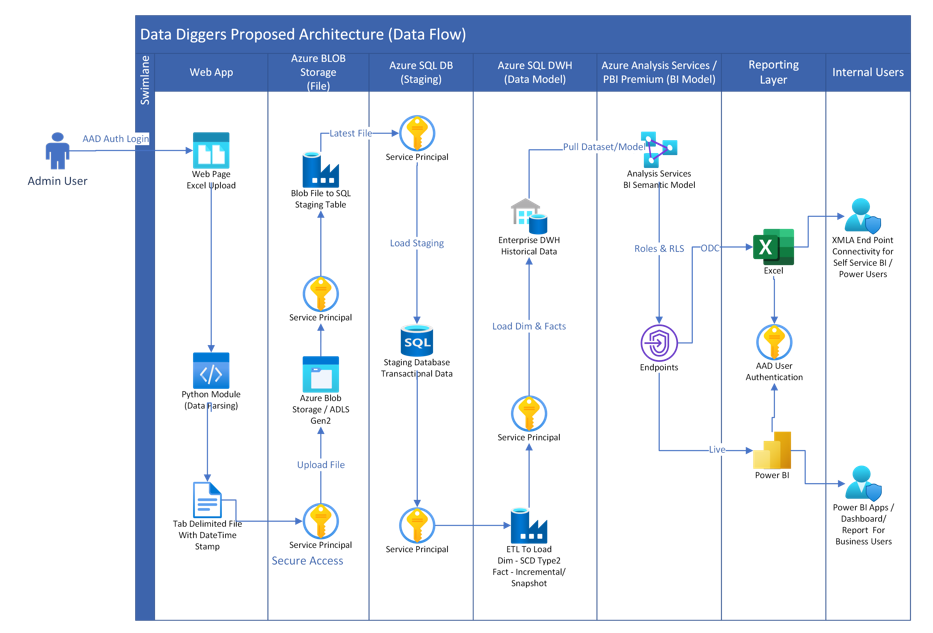 Data Diggers Proposed Architecture (Data Flow)
Swimlane
Web App
Azure BLOB
Storage
(File)
Azure SQL DB
(Staging)
Azure SQL DWH
(Data Model)
Azure Analysis Services /
PBI Premium (BI Model)
Reporting
Layer
Internal Users
Admin User
AAD Auth Login
Web Page
Excel Upload
Python Module
(Data Parsing)
Tab Delimited File
With DateTime
Stamp
Latest File
Blob File to SQL
Staging Table
Service Principal
Azure Blob
Storage / ADLS
Gen2
Upload File
Service Principal
Secure Access
Service Principal
Load Staging
SQL
Staging Database
Transactional Data
Service Principal
Enterprise DWH
Historical Data
Load Dim & Facts
Service Principal
ETL To Load
Dim - SCD Type2
Fact - Incremental/
Snapshot
Pull Dataset/Model
Analysis Services
BI Semantic Model
Roles & RLS
Endpoints
ODC
Live
X
Excel
AAD User
Authentication
Power BI
XMLA End Point
Connectivity for
Self Service BI /
Power Users
Power BI Apps /
Dashboard/
Report For
Business Users